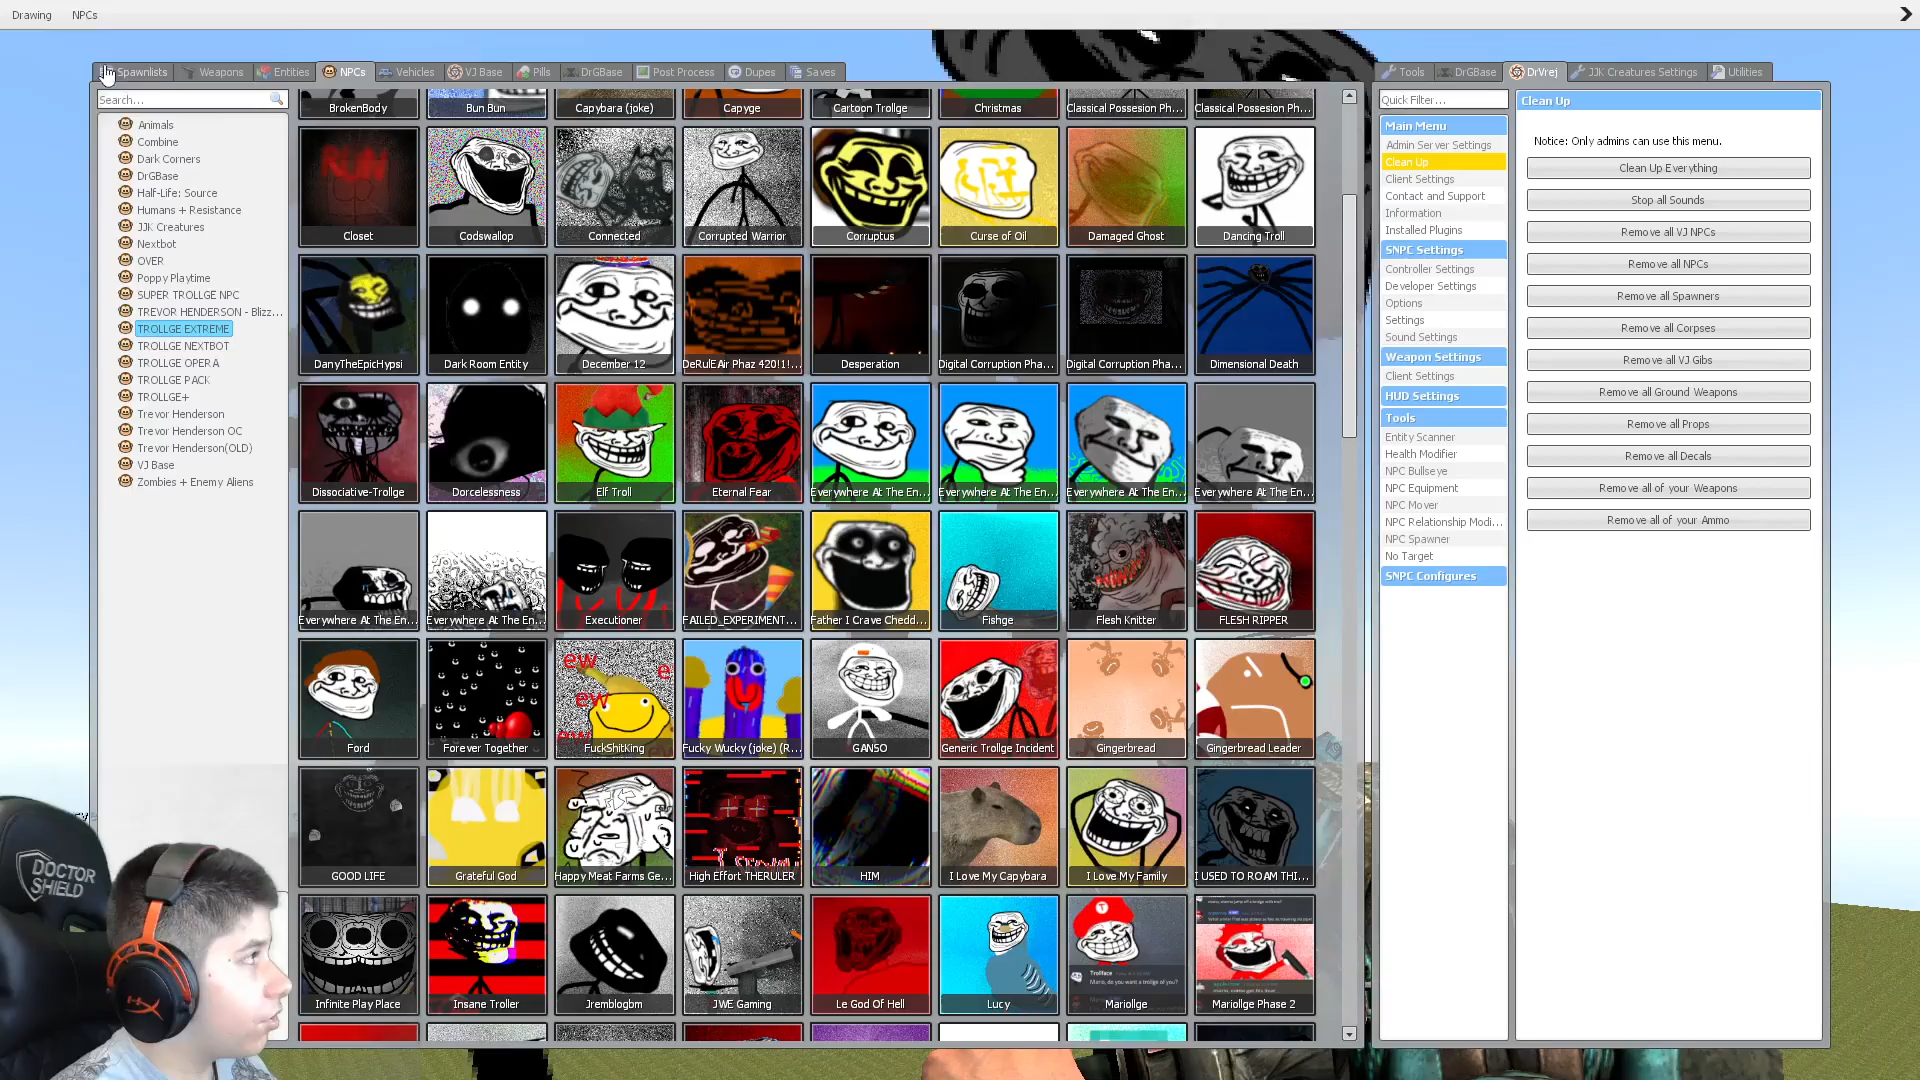 Drawing NPCs
Spawnlists Weapons Entities NPCs Vehicles VJ Base Pills DrGBase Post Process Dupes Saves
Tools DrGBase DrVrej JJK Creatures Settings Utilities
Search...
Animals
Combine
Dark Corners
DrGBase
Half-Life: Source
Humans + Resistance
JJK Creatures
Nextbot
OVER
Poppy Playtime
SUPER TROLLGE NPC
TREVOR HENDERSON - Blizz...
TROLLGE EXTREME
TROLLGE NEXTBOT
TROLLGE OPERA
TROLLGE PACK
TROLLGE+
Trevor Henderson
Trevor Henderson OC
Trevor Henderson(OLD)
VJ Base
Zombies + Enemy Aliens
BrokenBody Bun Bun Capybara (joke) Capyge Cartoon Trollge Christmas Classical Possesion Ph... Classical Possesion Ph...
RUN
Closet Codswallop Connected Corrupted Warrior Corruptus Curse of Oil Damaged Ghost Dancing Troll
DanyTheEpicHypsi Dark Room Entity December 12 DeRulEAir Phaz 420!1!... Desperation Digital Corruption Pha... Digital Corruption Pha... Dimensional Death
Dissociative-Trollge Dorcelessness Elf Troll Eternal Fear Everywhere At The En... Everywhere At The En... Everywhere At The En... Everywhere At The En...
Everywhere At The En... Everywhere At The En... Executioner FAILED_EXPERIMENT... Father I Crave Chedd... Fishge Flesh Knitter FLESH RIPPER
ew e
ew
Ford Forever Together FuckShitKing Fucky Wucky (joke) (R... GANSO Generic Trollge Incident Gingerbread Gingerbread Leader
GOOD LIFE Grateful God Happy Meat Farms Ge... High Effort THERULER HIM I Love My Capybara I Love My Family I USED TO ROAM THI...
T
Trollface
Mario, do you want a trollge of you?
Infinite Play Place Insane Troller Jremblogbm JWE Gaming Le God Of Hell Lucy Mariollge Mariollge Phase 2
Quick Filter...
Main Menu
Admin Server Settings
Clean Up
Client Settings
Contact and Support
Information
Installed Plugins
SNPC Settings
Controller Settings
Developer Settings
Options
Settings
Sound Settings
Weapon Settings
Client Settings
HUD Settings
Tools
Entity Scanner
Health Modifier
NPC Bullseye
NPC Equipment
NPC Mover
NPC Relationship Modi...
NPC Spawner
No Target
SNPC Configures
Clean Up
Notice: Only admins can use this menu.
Clean Up Everything
Stop all Sounds
Remove all VJ NPCs
Remove all NPCs
Remove all Spawners
Remove all Corpses
Remove all VJ Gibs
Remove all Ground Weapons
Remove all Props
Remove all Decals
Remove all of your Weapons
Remove all of your Ammo
DOCTOR
SHIELD